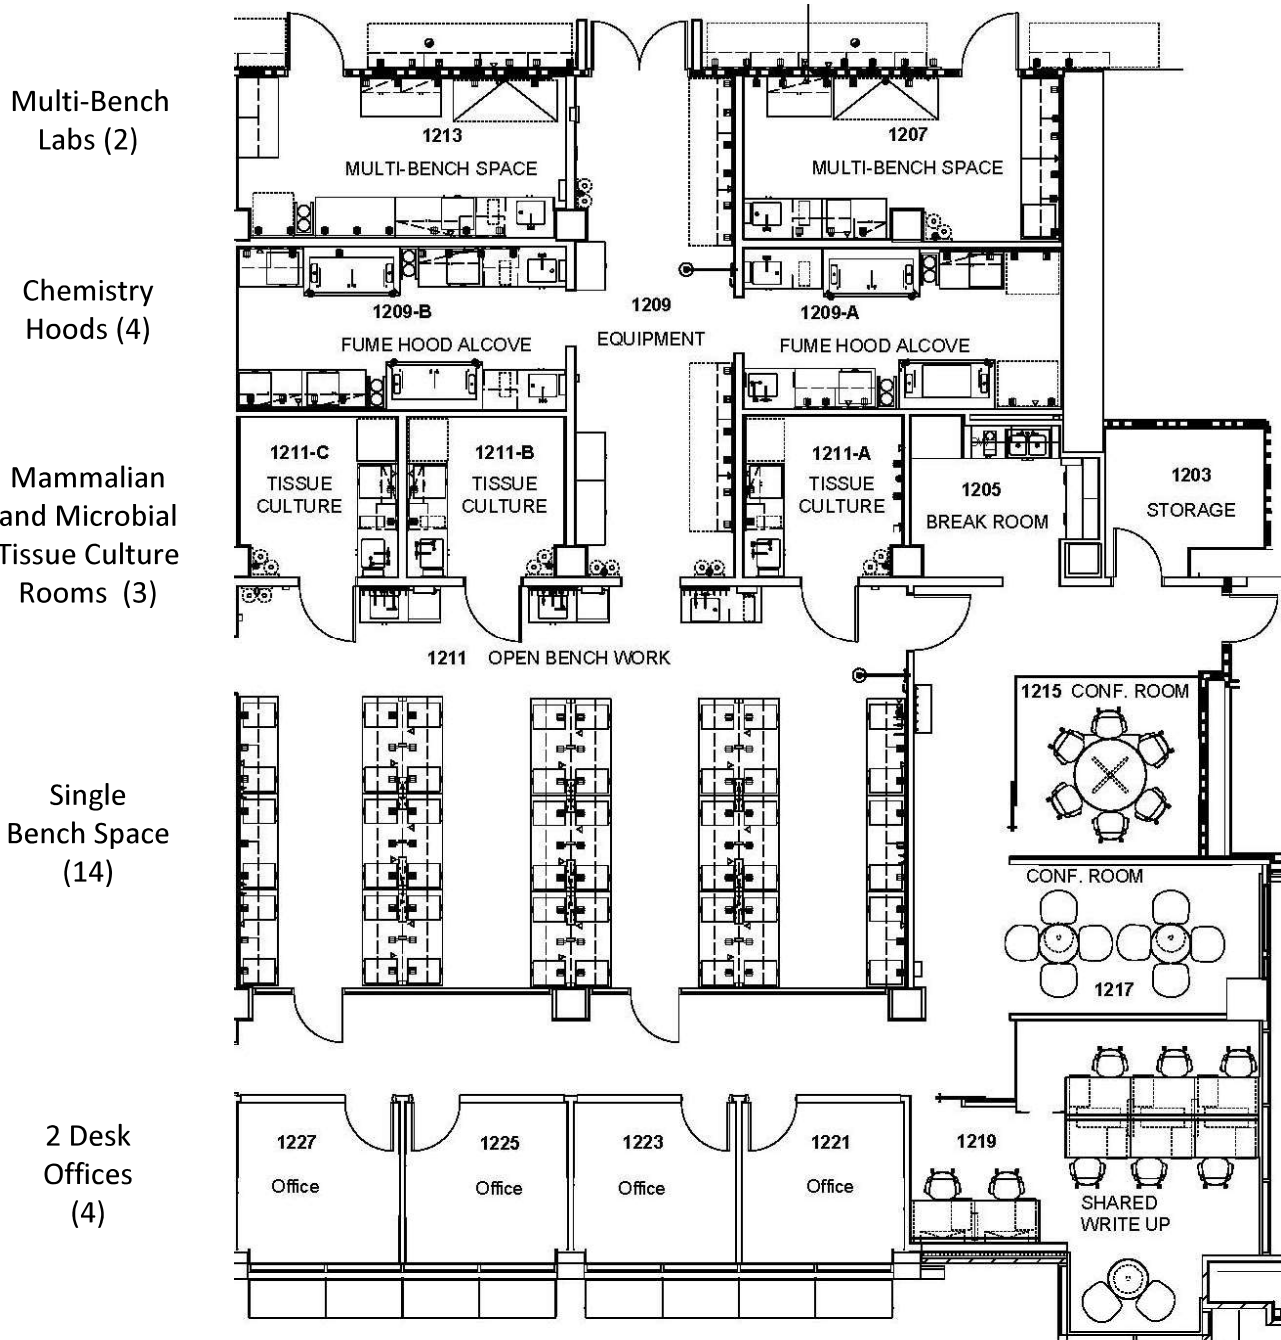 Multi-Bench
Labs (2)
1213
MULTI-BENCH SPACE
1207
MULTI-BENCH SPACE
Chemistry
Hoods (4)
1209-B
FUME HOOD ALCOVE
1209
EQUIPMENT
1209-A
FUME HOOD ALCOVE
Mammalian
and Microbial
Tissue Culture
Rooms (3)
1211-C
TISSUE
CULTURE
1211-B
TISSUE
CULTURE
1211-A
TISSUE
CULTURE
1205
BREAK ROOM
1203
STORAGE
1211 OPEN BENCH WORK
1215 CONF. ROOM
Single
Bench Space
(14)
CONF. ROOM
1217
2 Desk
Offices
(4)
1227
Office
1225
Office
1223
Office
1221
Office
1219
SHARED
WRITE UP